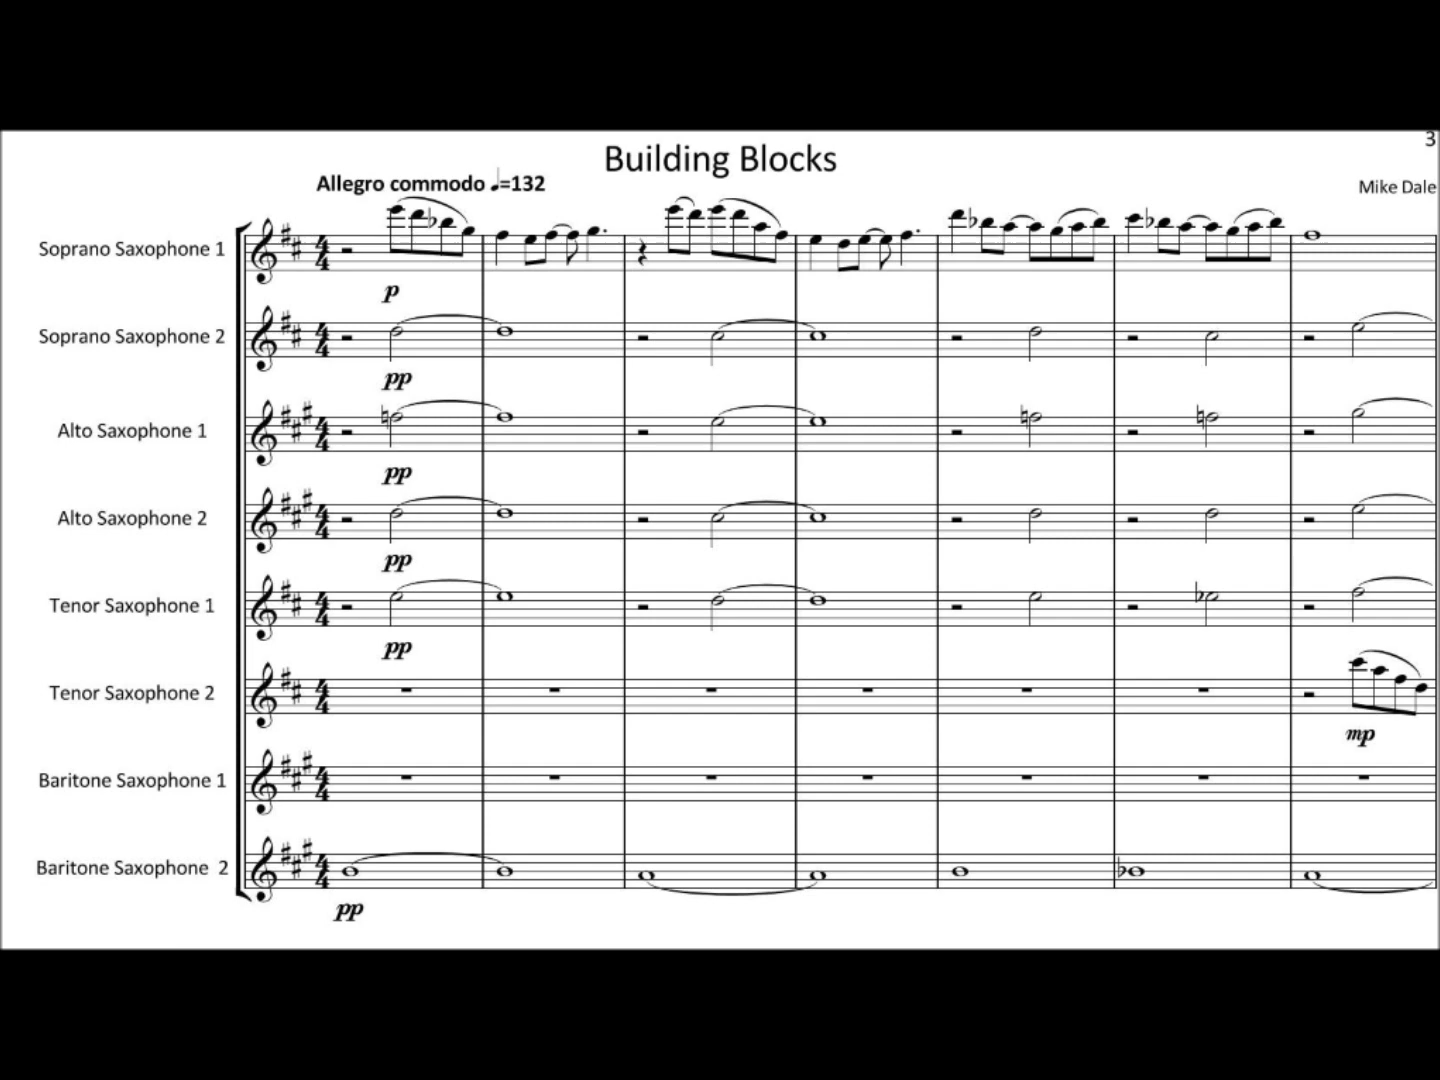 3
Building Blocks
Allegro commodo ♩=132
Mike Dale
Soprano Saxophone 1
p
Soprano Saxophone 2
pp
Alto Saxophone 1
pp
Alto Saxophone 2
pp
Tenor Saxophone 1
pp
Tenor Saxophone 2
mp
Baritone Saxophone 1
Baritone Saxophone 2
pp